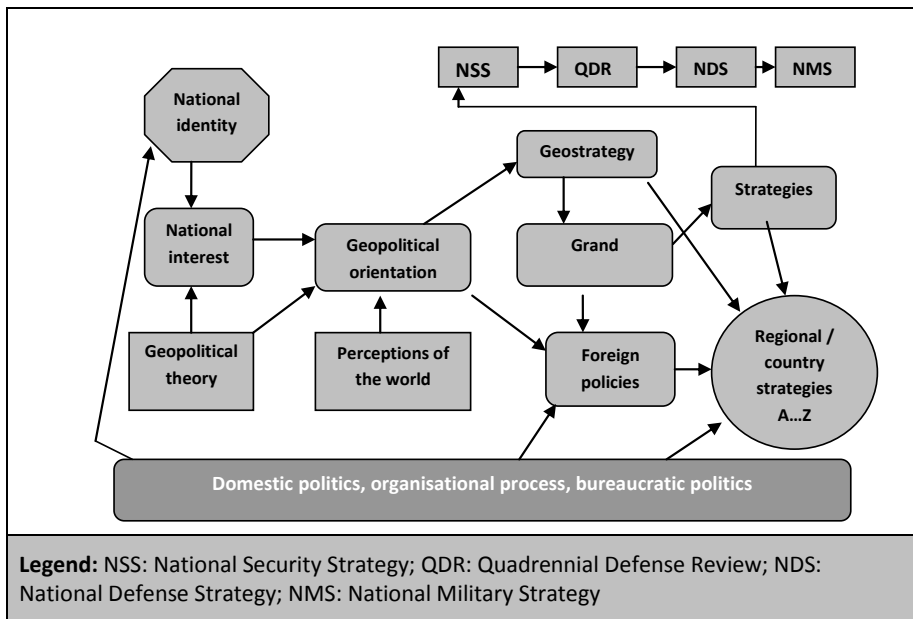 NSS
QDR
NDS
NMS
National
identity
Geostrategy
Strategies
National
interest
Geopolitical
orientation
Grand
Geopolitical
theory
Perceptions of
the world
Foreign
policies
Regional /
country
strategies
A...Z
Domestic politics, organisational process, bureaucratic politics
Legend: NSS: National Security Strategy; QDR: Quadrennial Defense Review; NDS:
National Defense Strategy; NMS: National Military Strategy